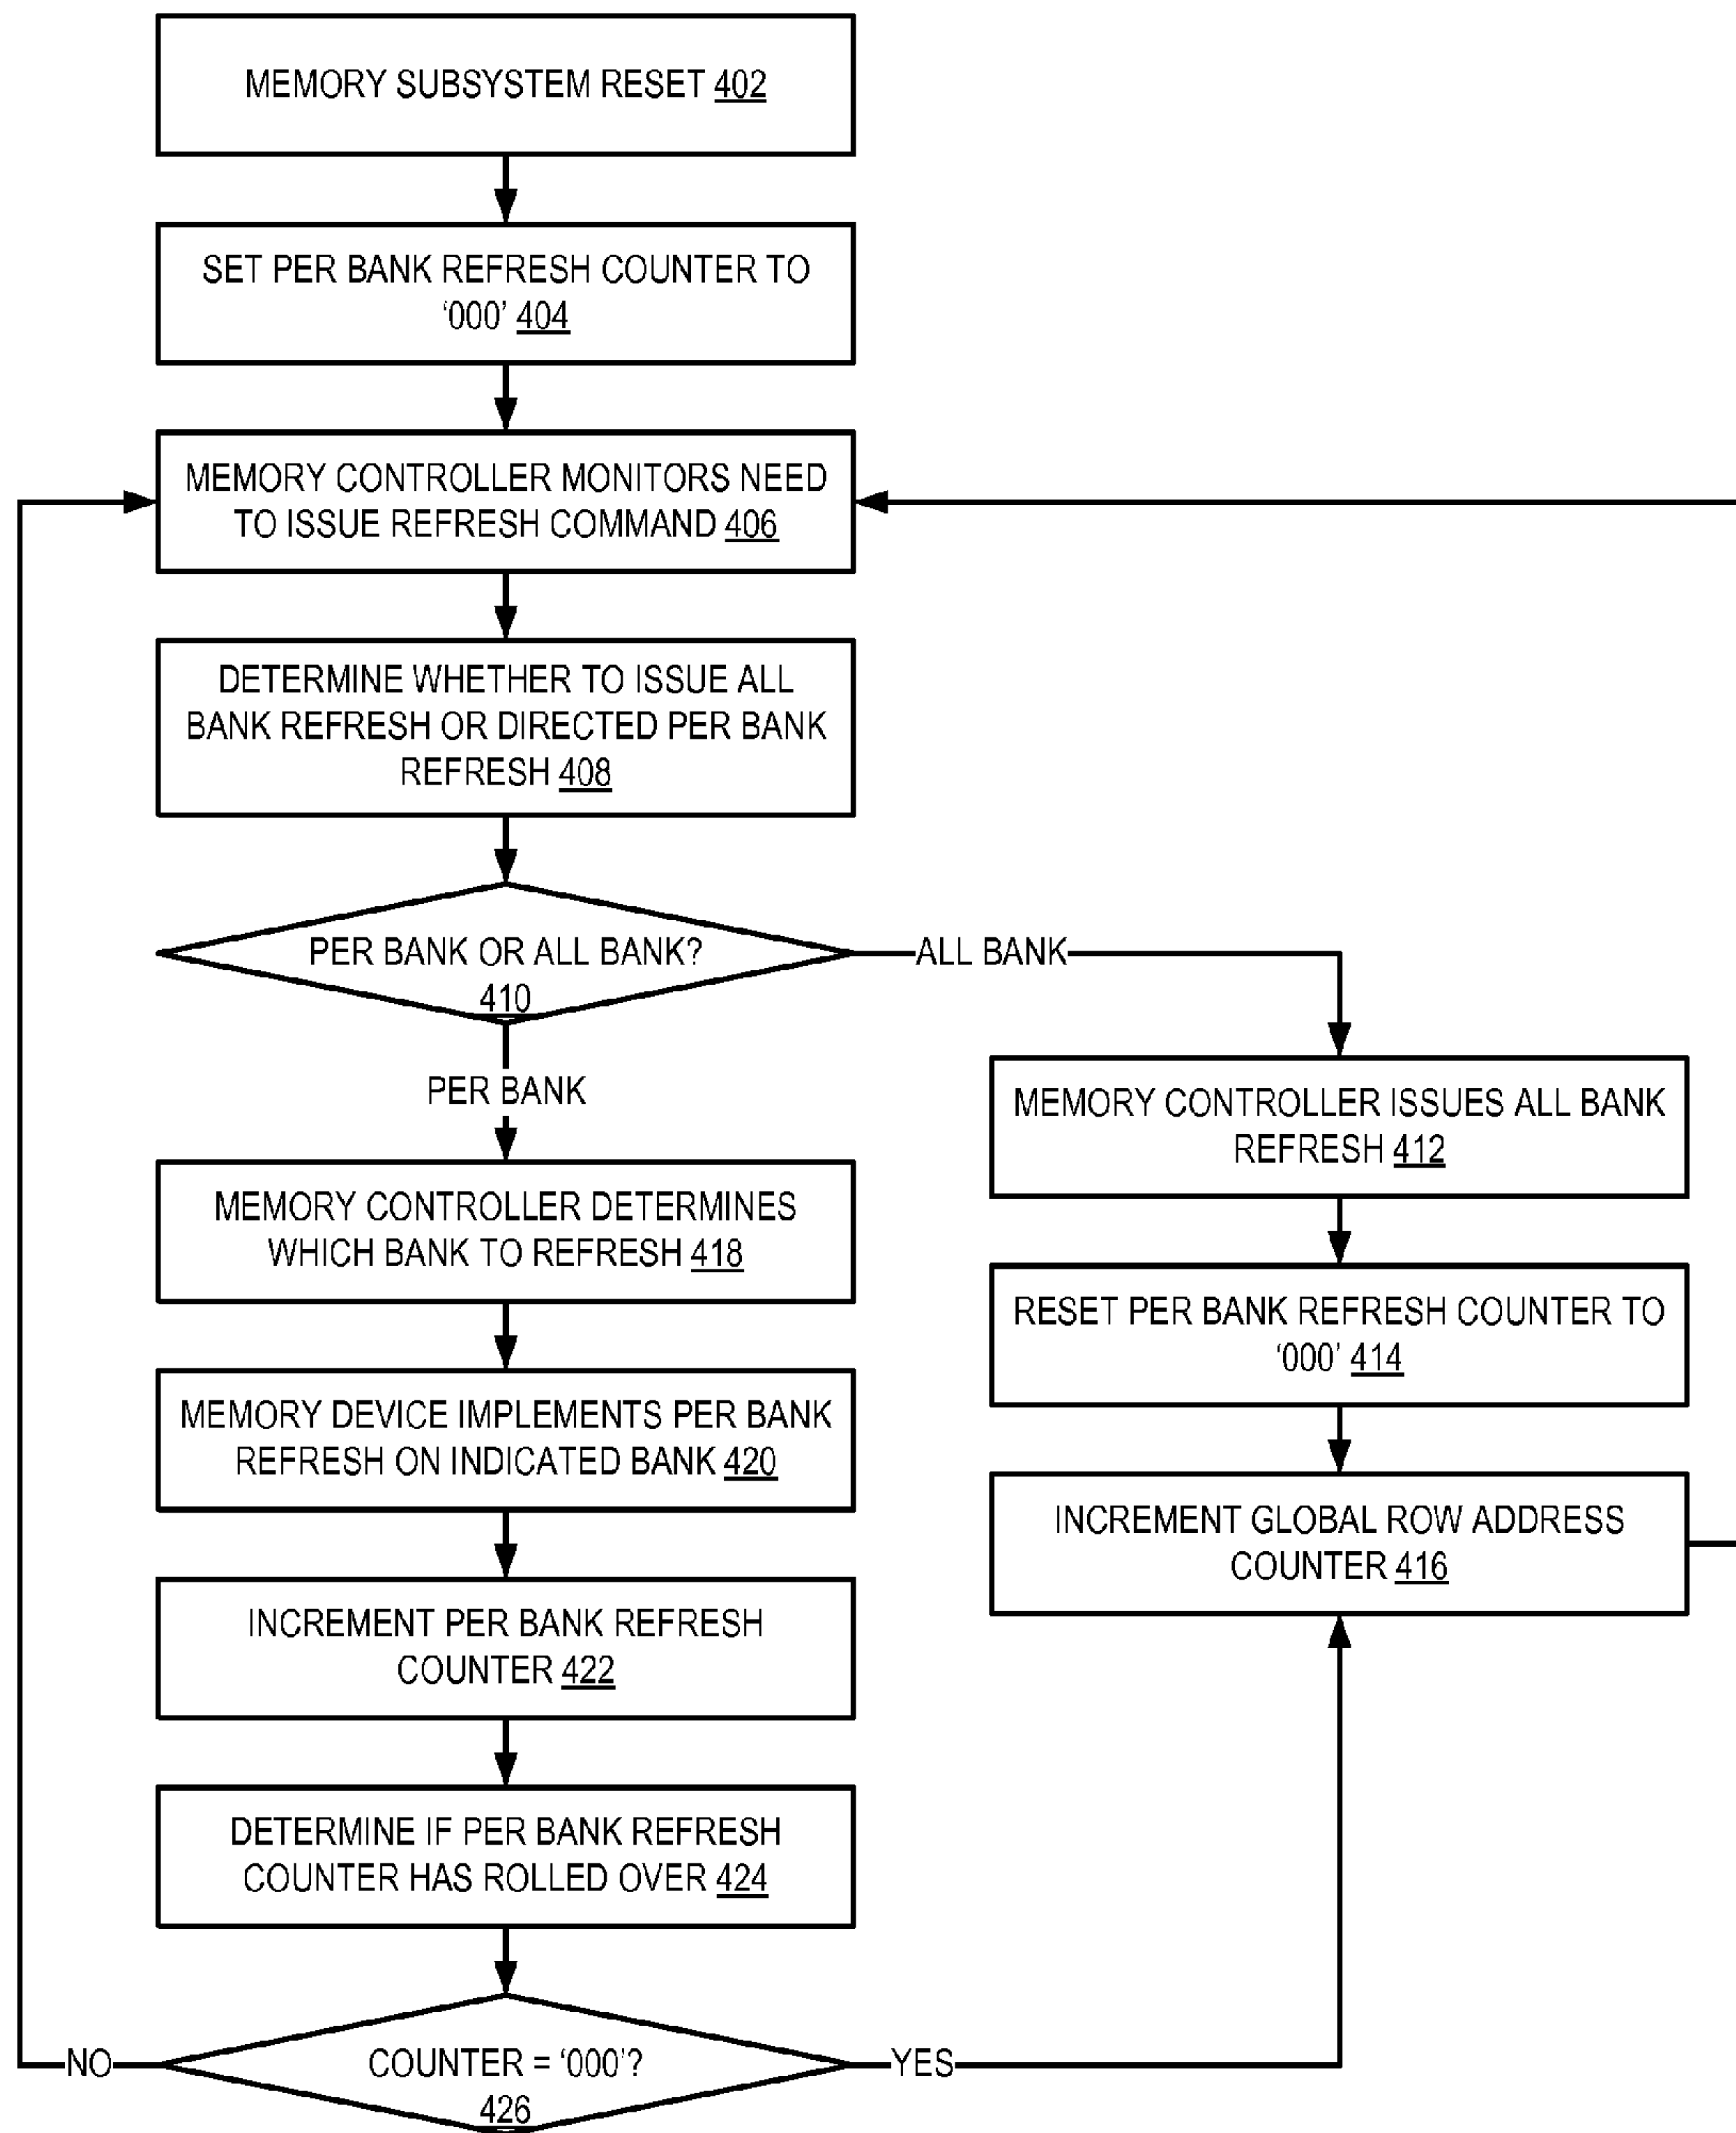 MEMORY SUBSYSTEM RESET 402
SET PER BANK REFRESH COUNTER TO
‘000’ 404
MEMORY CONTROLLER MONITORS NEED
TO ISSUE REFRESH COMMAND 406
DETERMINE WHETHER TO ISSUE ALL
BANK REFRESH OR DIRECTED PER BANK
REFRESH 408
PER BANK OR ALL BANK?
410
ALL BANK
PER BANK
MEMORY CONTROLLER ISSUES ALL BANK
REFRESH 412
RESET PER BANK REFRESH COUNTER TO
‘000’ 414
INCREMENT GLOBAL ROW ADDRESS
COUNTER 416
MEMORY CONTROLLER DETERMINES
WHICH BANK TO REFRESH 418
MEMORY DEVICE IMPLEMENTS PER BANK
REFRESH ON INDICATED BANK 420
INCREMENT PER BANK REFRESH
COUNTER 422
DETERMINE IF PER BANK REFRESH
COUNTER HAS ROLLED OVER 424
NO
COUNTER = ‘000’?
426
YES